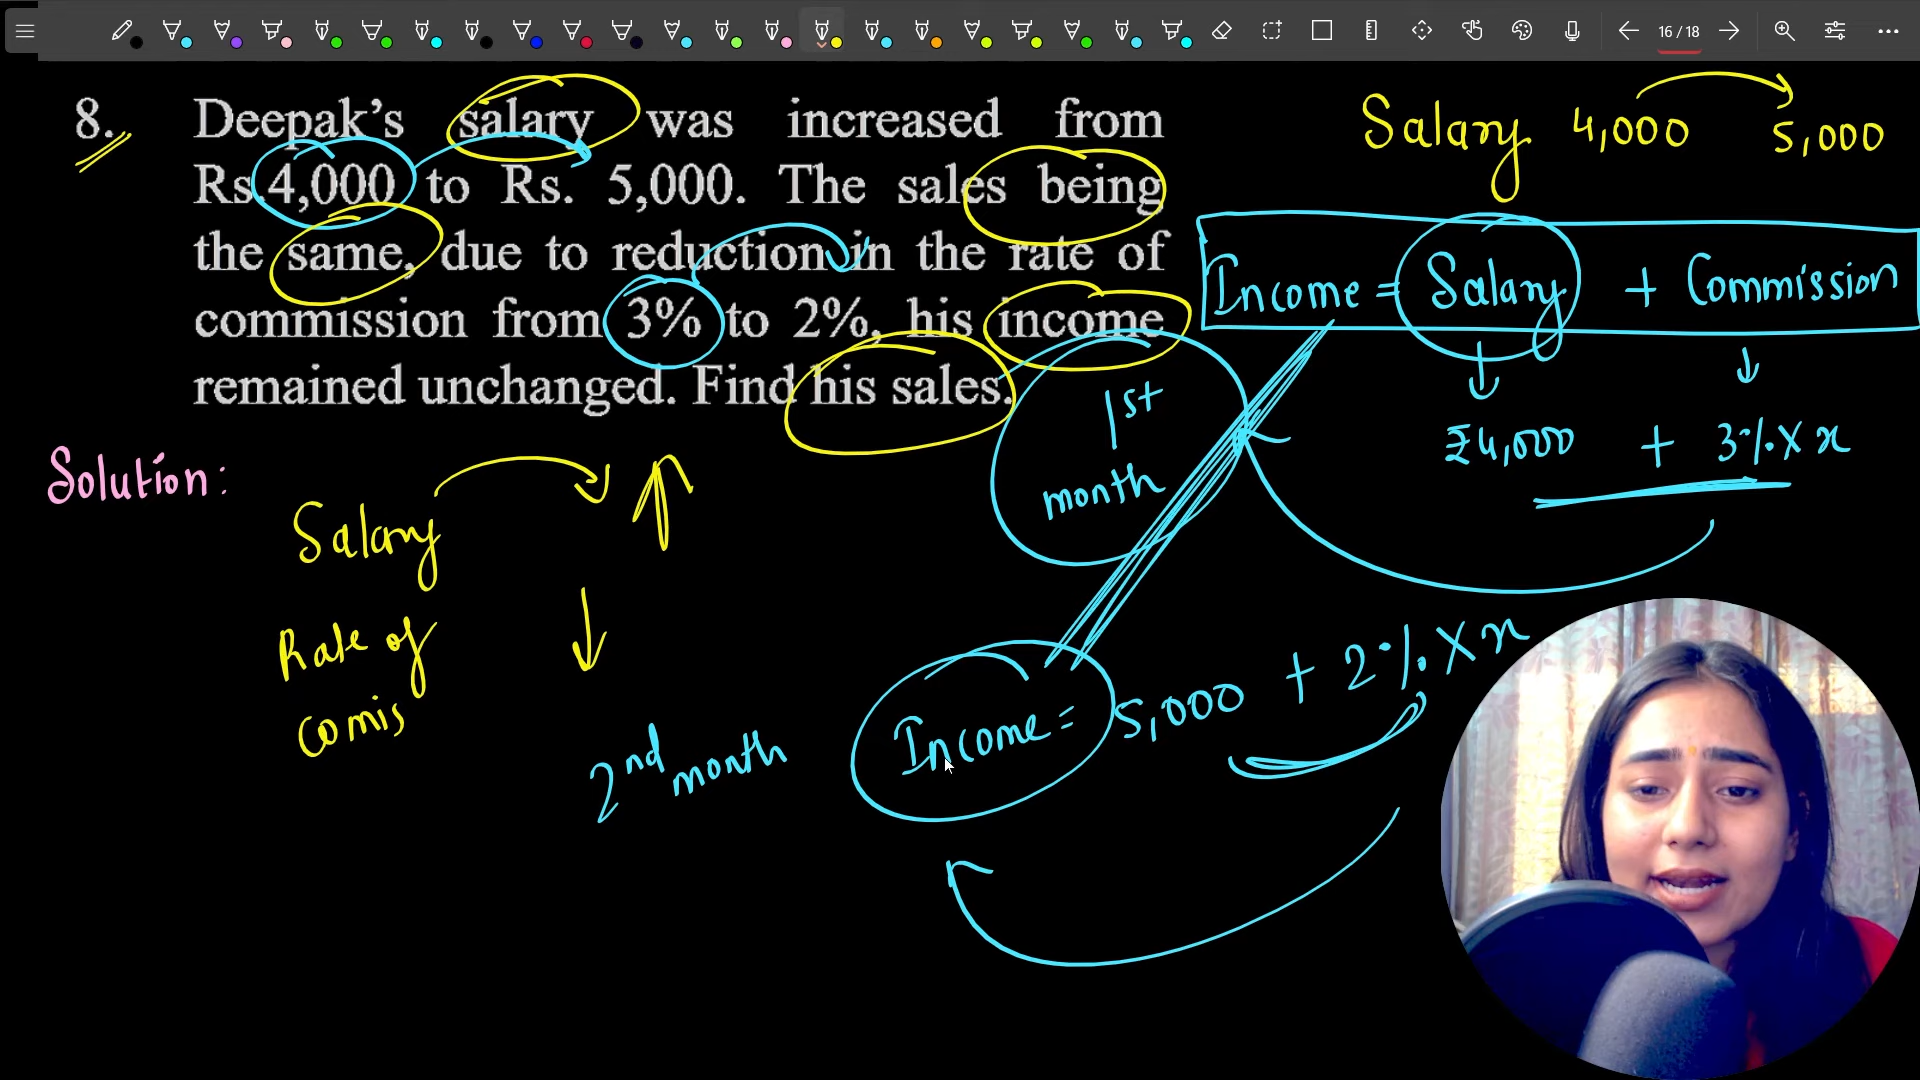 16 / 18
8. Deepak’s salary was increased from
Rs.4,000 to Rs. 5,000. The sales being
the same, due to reduction in the rate of
commission from 3% to 2%, his income
remained unchanged. Find his sales.
Salary 4,000 5,000
Income = Salary + Commission
₹4,000 + 3% X x
1st
month
Solution:
Salary
Rate of
comis
2nd month Income = 5,000 + 2% X x